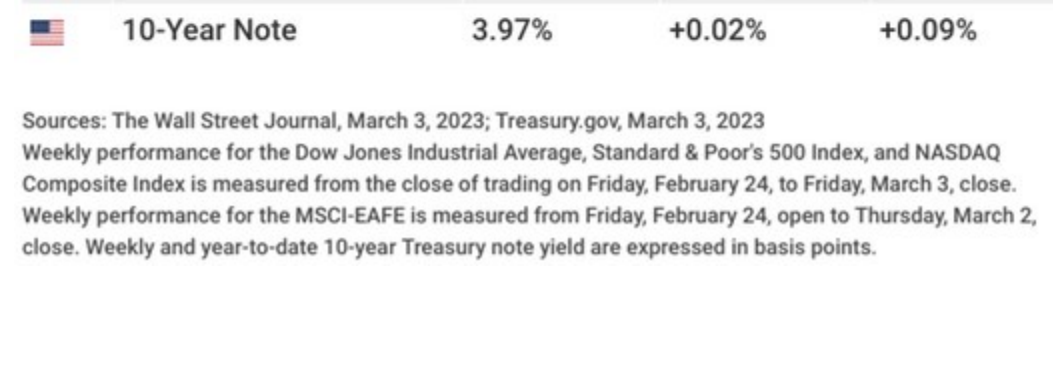 10-Year Note 3.97% +0.02% +0.09%
Sources: The Wall Street Journal, March 3, 2023; Treasury.gov, March 3, 2023
Weekly performance for the Dow Jones Industrial Average, Standard & Poor's 500 Index, and NASDAQ
Composite Index is measured from the close of trading on Friday, February 24, to Friday, March 3, close.
Weekly performance for the MSCI-EAFE is measured from Friday, February 24, open to Thursday, March 2,
close. Weekly and year-to-date 10-year Treasury note yield are expressed in basis points.